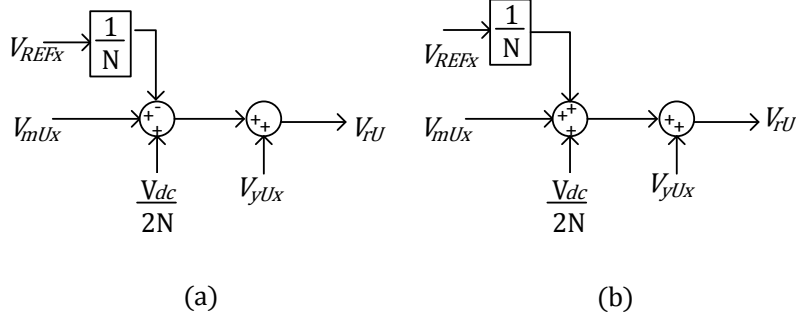 V_REFx
1
N
V_mUx
+
-
+
V_dc
2N
+
+
V_yUx
V_rU
(a)
V_REFx
1
N
V_mUx
+
+
+
V_dc
2N
+
+
V_yUx
V_rU
(b)